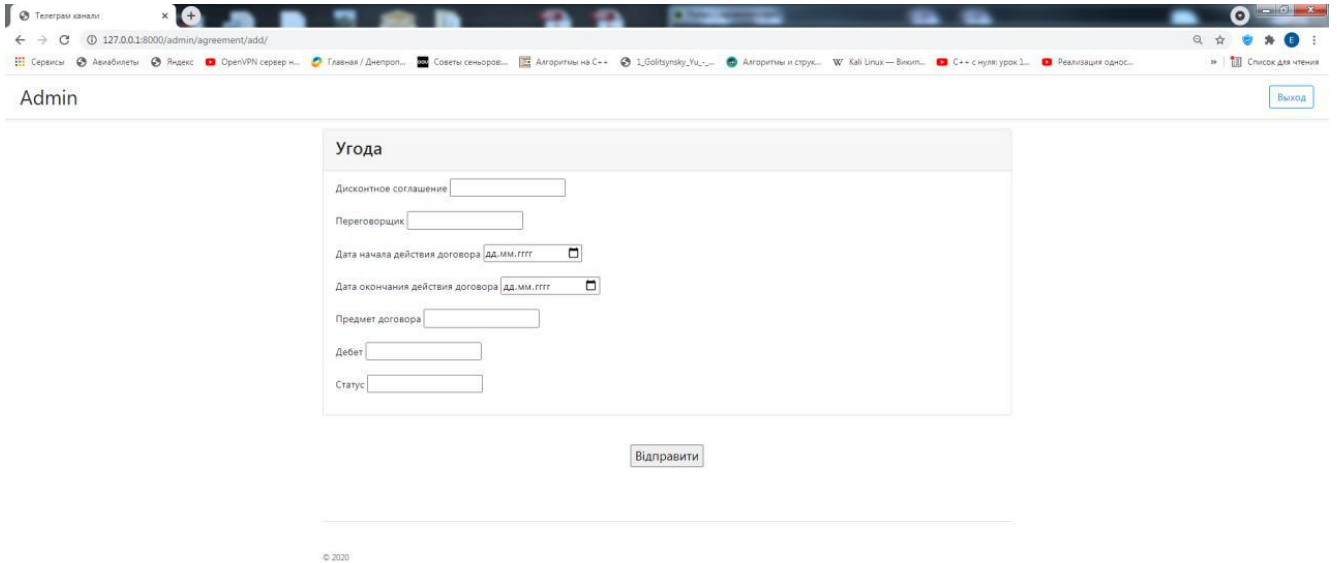 Телеграм канали
127.0.0.1:8000/admin/agreement/add/
Сервисы Авиабилеты Яндекс OpenVPN сервер н... Главная / Днепроп... Советы сеньоров... Алгоритмы на С++ 1_Golitsynsky_Yu_-_... Алгоритмы и струк... Kali Linux — Викип... С++ с нуля: урок 1... Реализация однос... » Список для чтения
Admin
Выход
Угода
Дисконтное соглашение
Переговорщик
Дата начала действия договора дд.мм.гггг
Дата окончания действия договора дд.мм.гггг
Предмет договора
Дебет
Статус
Відправити
© 2020